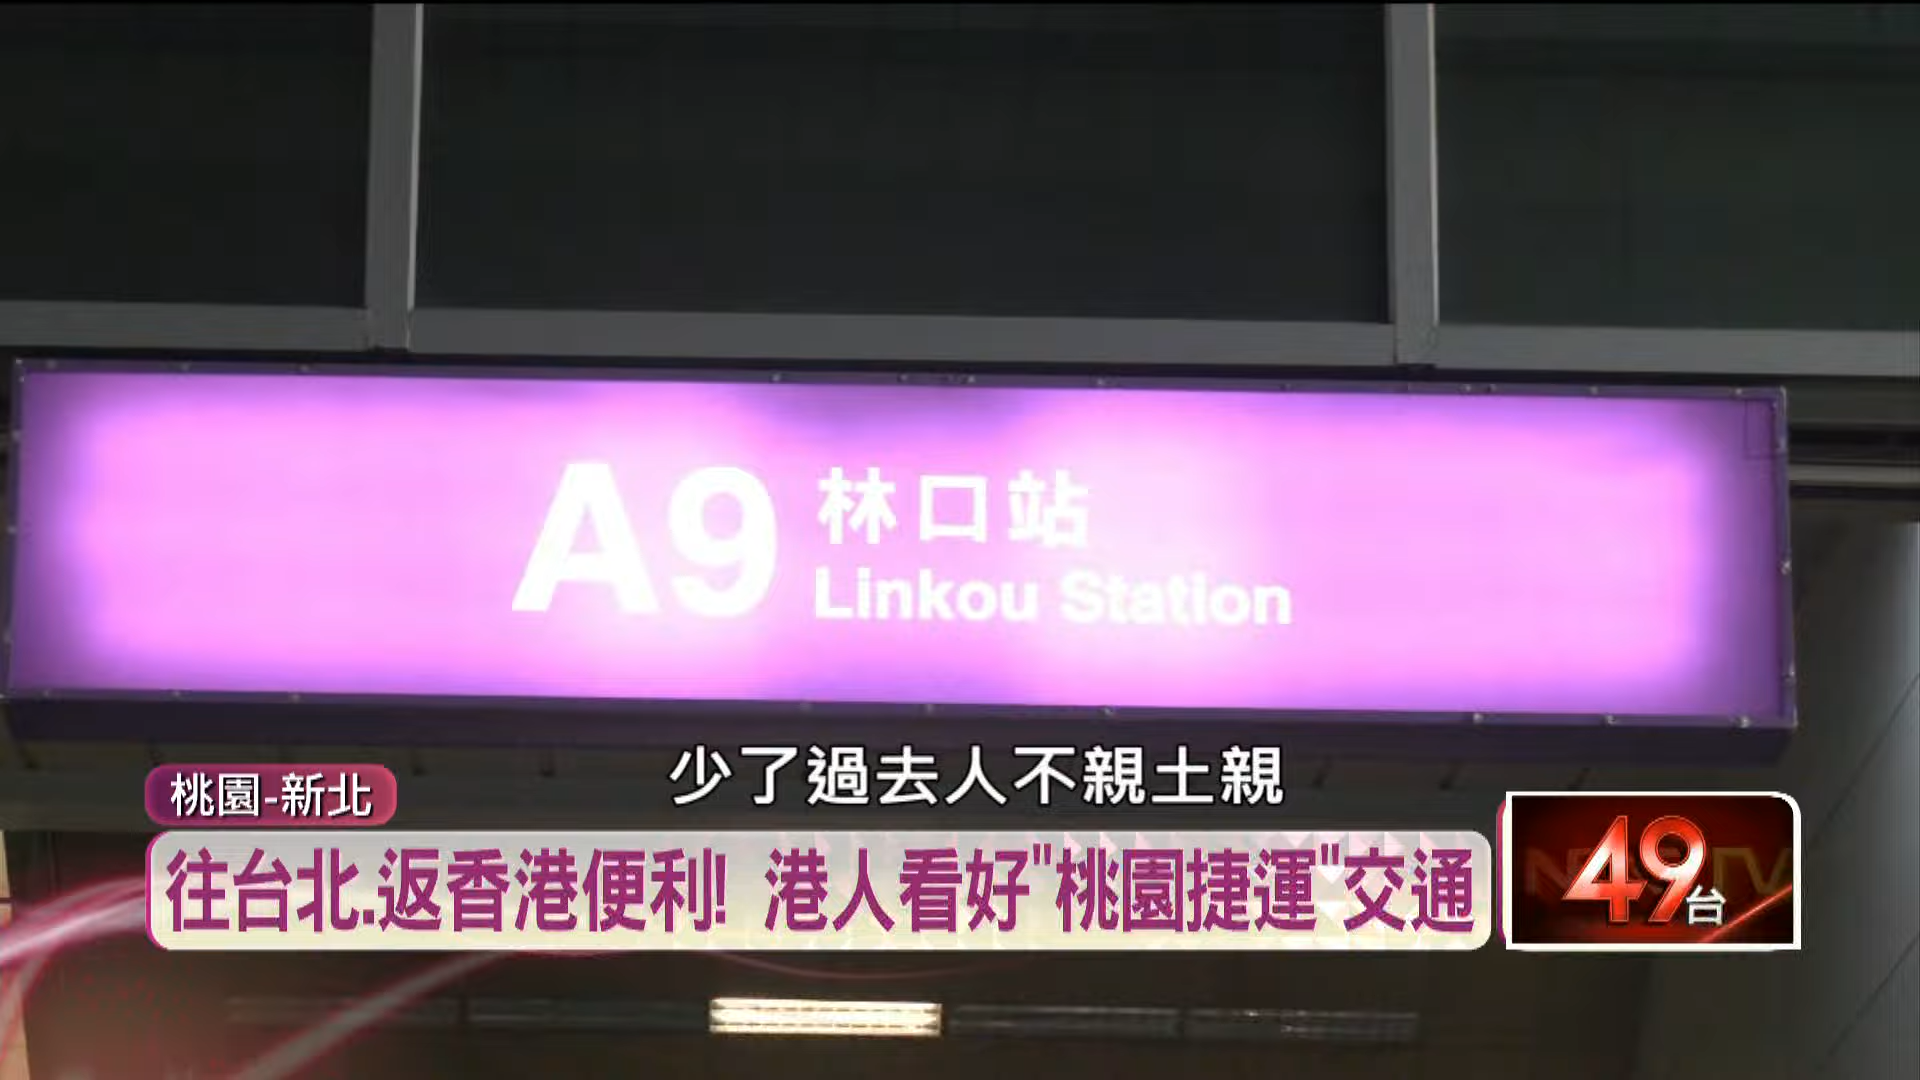 A9 林口站
Linkou Station
少了過去人不親土親
桃園-新北
往台北.返香港便利! 港人看好"桃園捷運"交通
49台